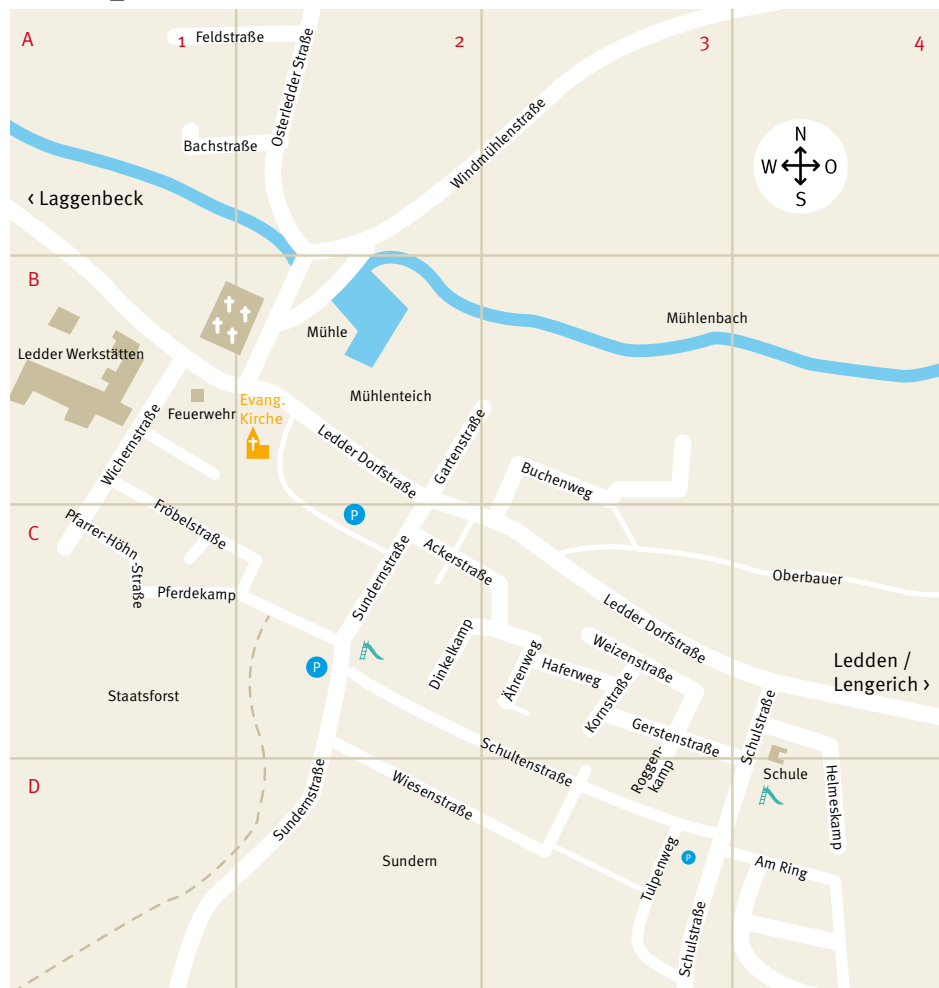 A
1
2
3
4
Feldstraße
Osterledder Straße
Bachstraße
Windmühlenstraße
N
W
O
S
‹ Laggenbeck
B
Mühle
Mühlenbach
Ledder Werkstätten
Mühlenteich
Evang.
Kirche
Feuerwehr
Wichernstraße
Ledder Dorfstraße
Gartenstraße
Buchenweg
C
P
Pfarrer-Höhn-Straße
Fröbelstraße
Sundernstraße
Ackerstraße
Oberbauer
Pferdekamp
Ledder Dorfstraße
Dinkelkamp
Ährenweg
Haferweg
Weizenstraße
Kornstraße
P
Ledden /
Lengerich ›
Staatsforst
Gerstenstraße
Schulstraße
Schultenstraße
Roggen-
kamp
D
Schule
Helmeskamp
Sundernstraße
Wiesenstraße
Sundern
Tulpenweg
P
Am Ring
Schulstraße